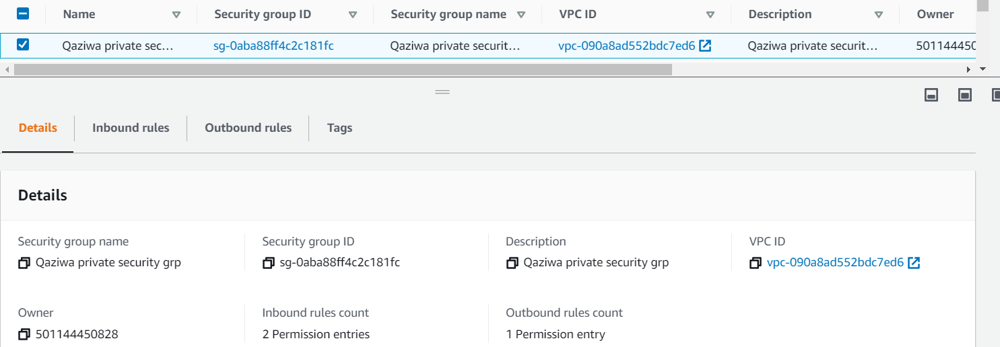 Name Security group ID Security group name VPC ID Description Owner
Qaziwa private sec... sg-0aba88ff4c2c181fc Qaziwa private securit... vpc-090a8ad552bdc7ed6 Qaziwa private securit... 501144450
Details Inbound rules Outbound rules Tags
Details
Security group name Security group ID Description VPC ID
Qaziwa private security grp sg-0aba88ff4c2c181fc Qaziwa private security grp vpc-090a8ad552bdc7ed6
Owner Inbound rules count Outbound rules count
501144450828 2 Permission entries 1 Permission entry